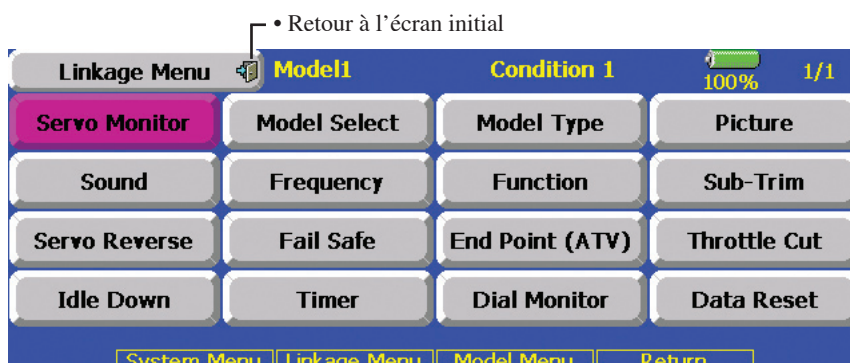 • Retour à l'écran initial
Linkage Menu Model1 Condition 1 100% 1/1
Servo Monitor Model Select Model Type Picture
Sound Frequency Function Sub-Trim
Servo Reverse Fail Safe End Point (ATV) Throttle Cut
Idle Down Timer Dial Monitor Data Reset
System Menu Linkage Menu Model Menu Return